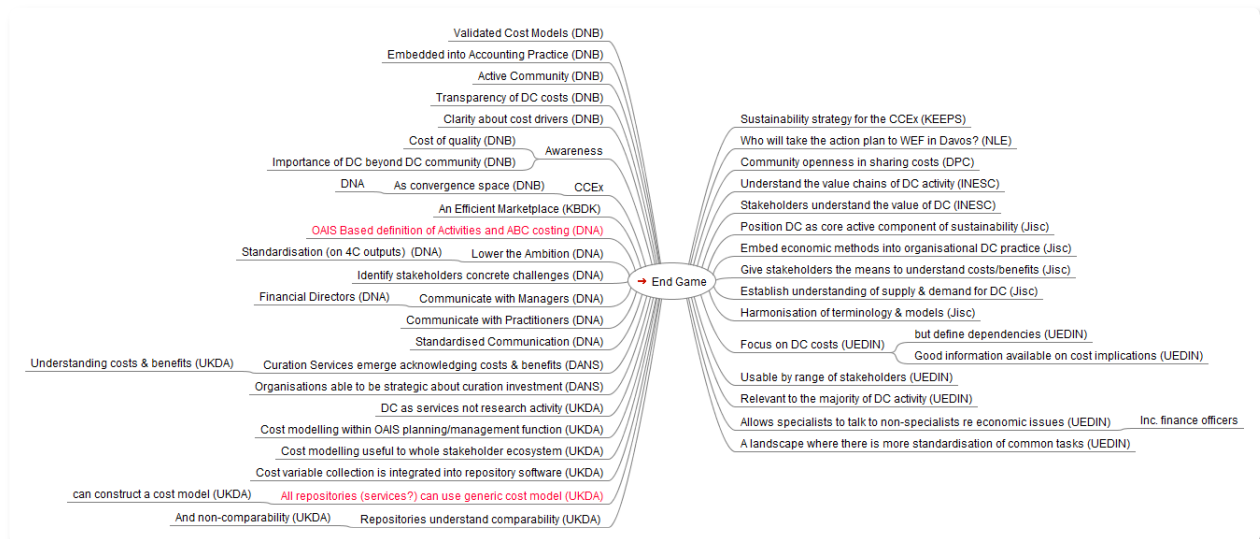 Validated Cost Models (DNB)
Embedded into Accounting Practice (DNB)
Active Community (DNB)
Transparency of DC costs (DNB)
Clarity about cost drivers (DNB)
Cost of quality (DNB)
Importance of DC beyond DC community (DNB)
Awareness
DNA
As convergence space (DNB)
CCEx
An Efficient Marketplace (KBDK)
OAIS Based definition of Activities and ABC costing (DNA)
Standardisation (on 4C outputs) (DNA)
Lower the Ambition (DNA)
Identify stakeholders concrete challenges (DNA)
Financial Directors (DNA)
Communicate with Managers (DNA)
Communicate with Practitioners (DNA)
Standardised Communication (DNA)
Understanding costs & benefits (UKDA)
Curation Services emerge acknowledging costs & benefits (DANS)
Organisations able to be strategic about curation investment (DANS)
DC as services not research activity (UKDA)
Cost modelling within OAIS planning/management function (UKDA)
Cost modelling useful to whole stakeholder ecosystem (UKDA)
Cost variable collection is integrated into repository software (UKDA)
can construct a cost model (UKDA)
All repositories (services?) can use generic cost model (UKDA)
And non-comparability (UKDA)
Repositories understand comparability (UKDA)
End Game
Sustainability strategy for the CCEx (KEEPS)
Who will take the action plan to WEF in Davos? (NLE)
Community openness in sharing costs (DPC)
Understand the value chains of DC activity (INESC)
Stakeholders understand the value of DC (INESC)
Position DC as core active component of sustainability (Jisc)
Embed economic methods into organisational DC practice (Jisc)
Give stakeholders the means to understand costs/benefits (Jisc)
Establish understanding of supply & demand for DC (Jisc)
Harmonisation of terminology & models (Jisc)
Focus on DC costs (UEDIN)
but define dependencies (UEDIN)
Good information available on cost implications (UEDIN)
Usable by range of stakeholders (UEDIN)
Relevant to the majority of DC activity (UEDIN)
Allows specialists to talk to non-specialists re economic issues (UEDIN)
Inc. finance officers
A landscape where there is more standardisation of common tasks (UEDIN)